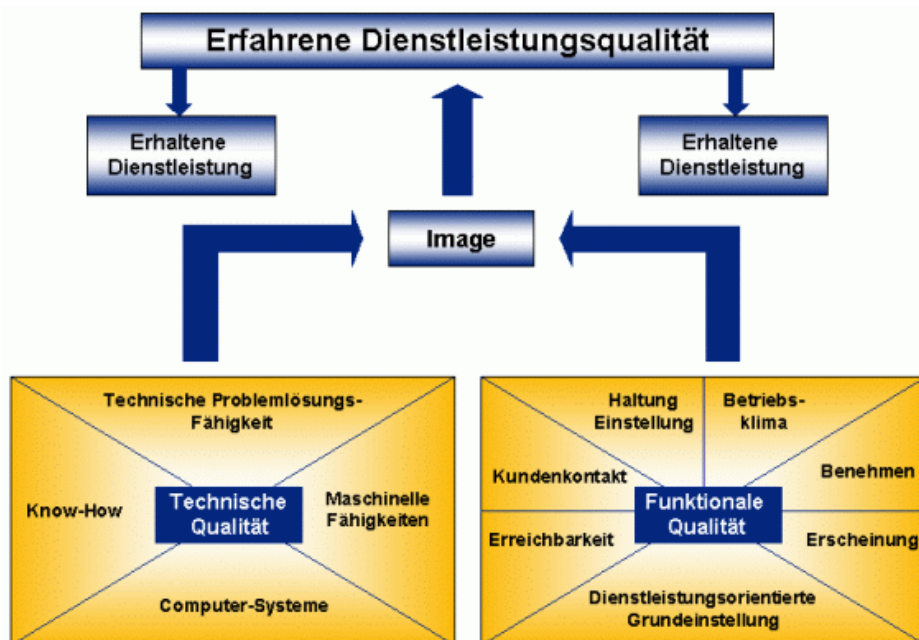 Erfahrene Dienstleistungsqualität
Erhaltene
Dienstleistung
Erhaltene
Dienstleistung
Image
Technische Problemlösungs-
Fähigkeit
Know-How
Technische
Qualität
Maschinelle
Fähigkeiten
Computer-Systeme
Haltung
Einstellung
Betriebs-
klima
Kundenkontakt
Benehmen
Funktionale
Qualität
Erreichbarkeit
Erscheinung
Dienstleistungsorientierte
Grundeinstellung